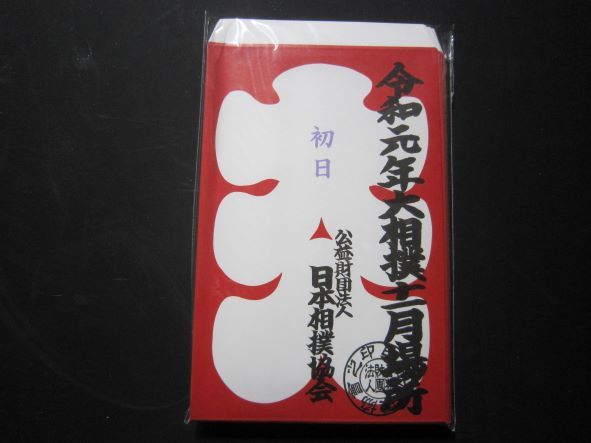 令和元年大相撲十一月場所
初日
公益財団法人
日本相撲協会